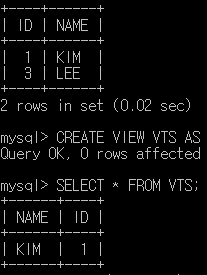 +----+------+
| ID | NAME |
+----+------+
| 1 | KIM
| 3 | LEE
+----+------+
2 rows in set (0.02 sec)
mysql> CREATE VIEW VTS AS
Query OK, 0 rows affected
mysql> SELECT * FROM VTS;
+------+----+
| NAME | ID |
+------+----+
| KIM | 1 |